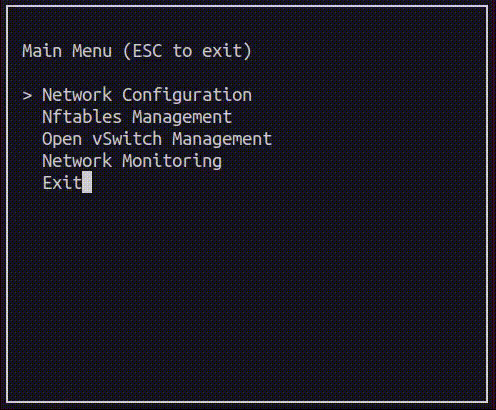 Main Menu (ESC to exit)
> Network Configuration
Nftables Management
Open vSwitch Management
Network Monitoring
Exit